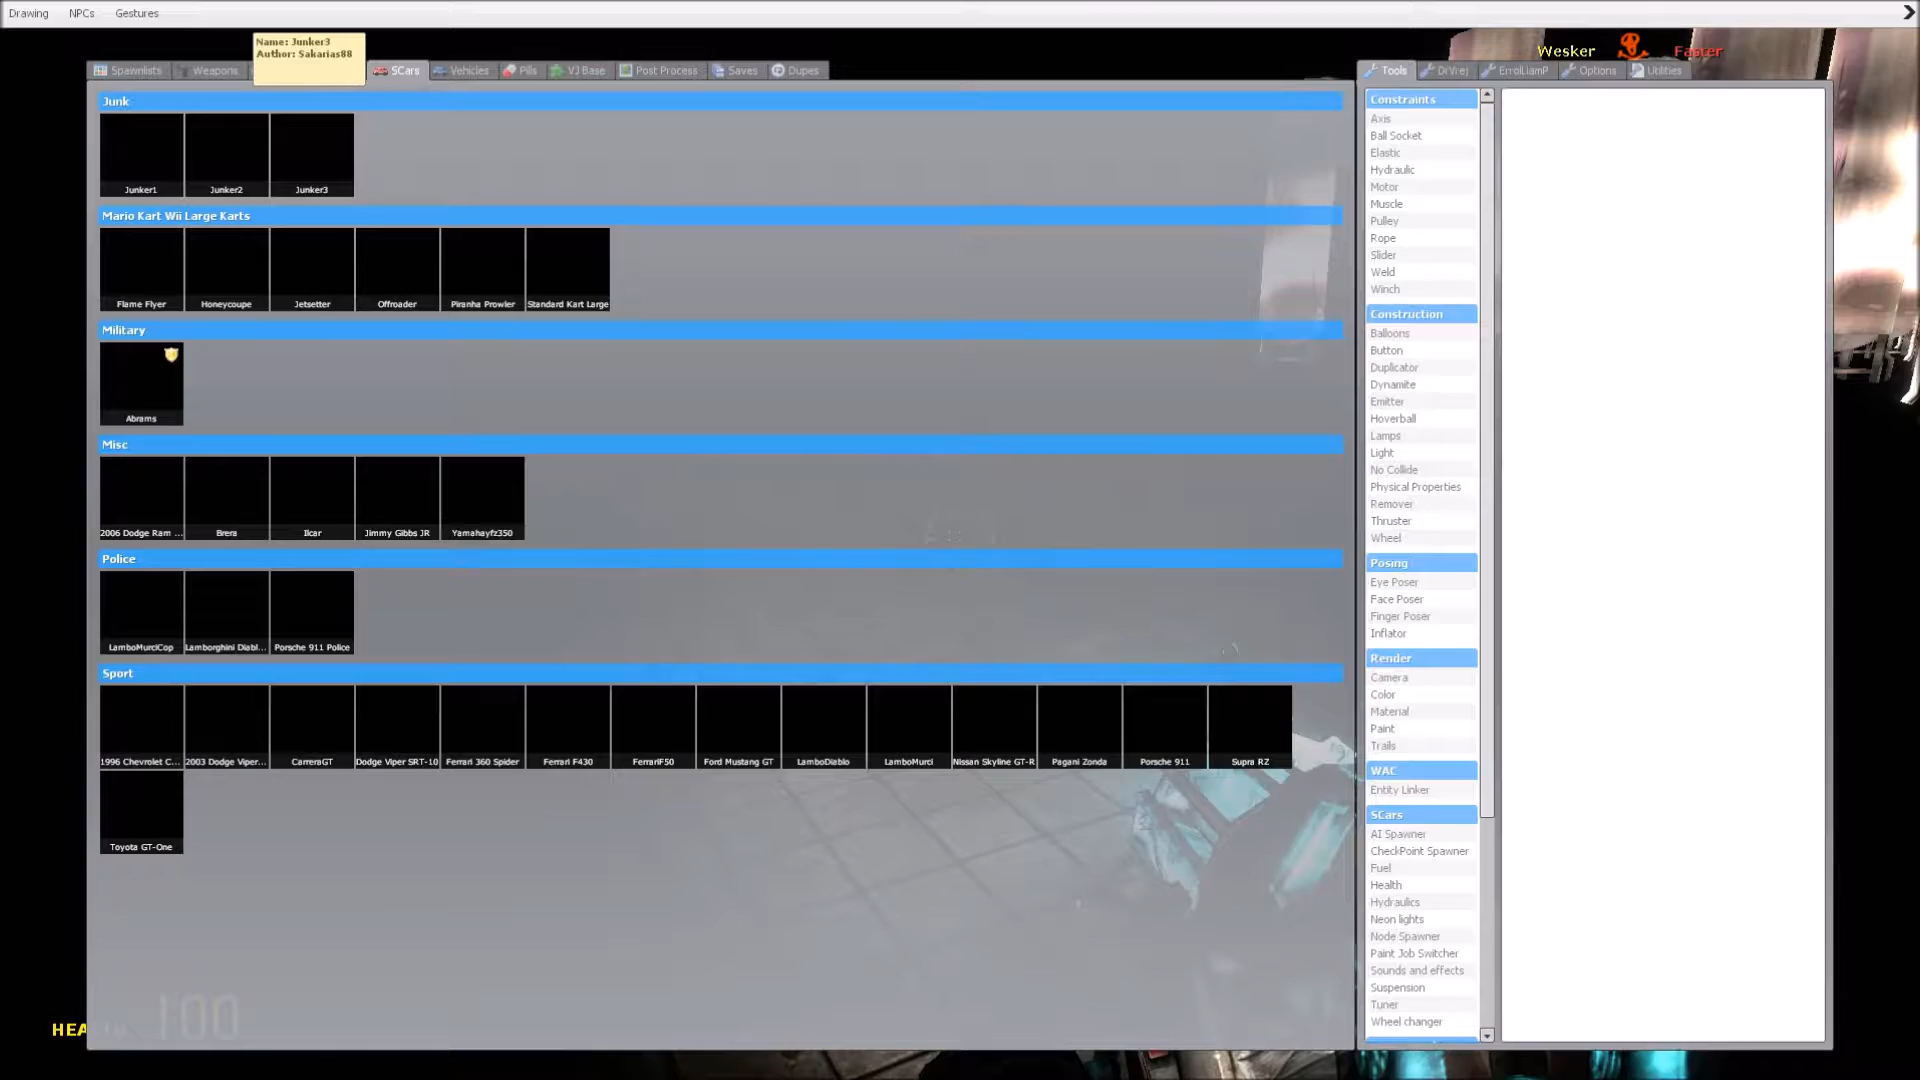 Drawing NPCs Gestures
Name: Junker3
Author: Sakarias88
Wesker Faster
Spawnlists Weapons SCars Vehicles Pills VJ Base Post Process Saves Dupes
Tools DrVrej ErrolLiamP Options Utilities
Junk
Junker1 Junker2 Junker3
Mario Kart Wii Large Karts
Flame Flyer Honeycoupe Jetsetter Offroader Piranha Prowler Standard Kart Large
Military
Abrams
Misc
2006 Dodge Ram ... Brera Ilcar Jimmy Gibbs JR Yamahayfz350
Police
LamboMurciCop Lamborghini Diabl... Porsche 911 Police
Sport
1996 Chevrolet C... 2003 Dodge Viper... CarreraGT Dodge Viper SRT-10 Ferrari 360 Spider Ferrari F430 FerrariF50 Ford Mustang GT LamboDiablo LamboMurci Nissan Skyline GT-R Pagani Zonda Porsche 911 Supra RZ
Toyota GT-One
Constraints
Axis
Ball Socket
Elastic
Hydraulic
Motor
Muscle
Pulley
Rope
Slider
Weld
Winch
Construction
Balloons
Button
Duplicator
Dynamite
Emitter
Hoverball
Lamps
Light
No Collide
Physical Properties
Remover
Thruster
Wheel
Posing
Eye Poser
Face Poser
Finger Poser
Inflator
Render
Camera
Color
Material
Paint
Trails
WAC
Entity Linker
SCars
AI Spawner
CheckPoint Spawner
Fuel
Health
Hydraulics
Neon lights
Node Spawner
Paint Job Switcher
Sounds and effects
Suspension
Tuner
Wheel changer
HEA 100